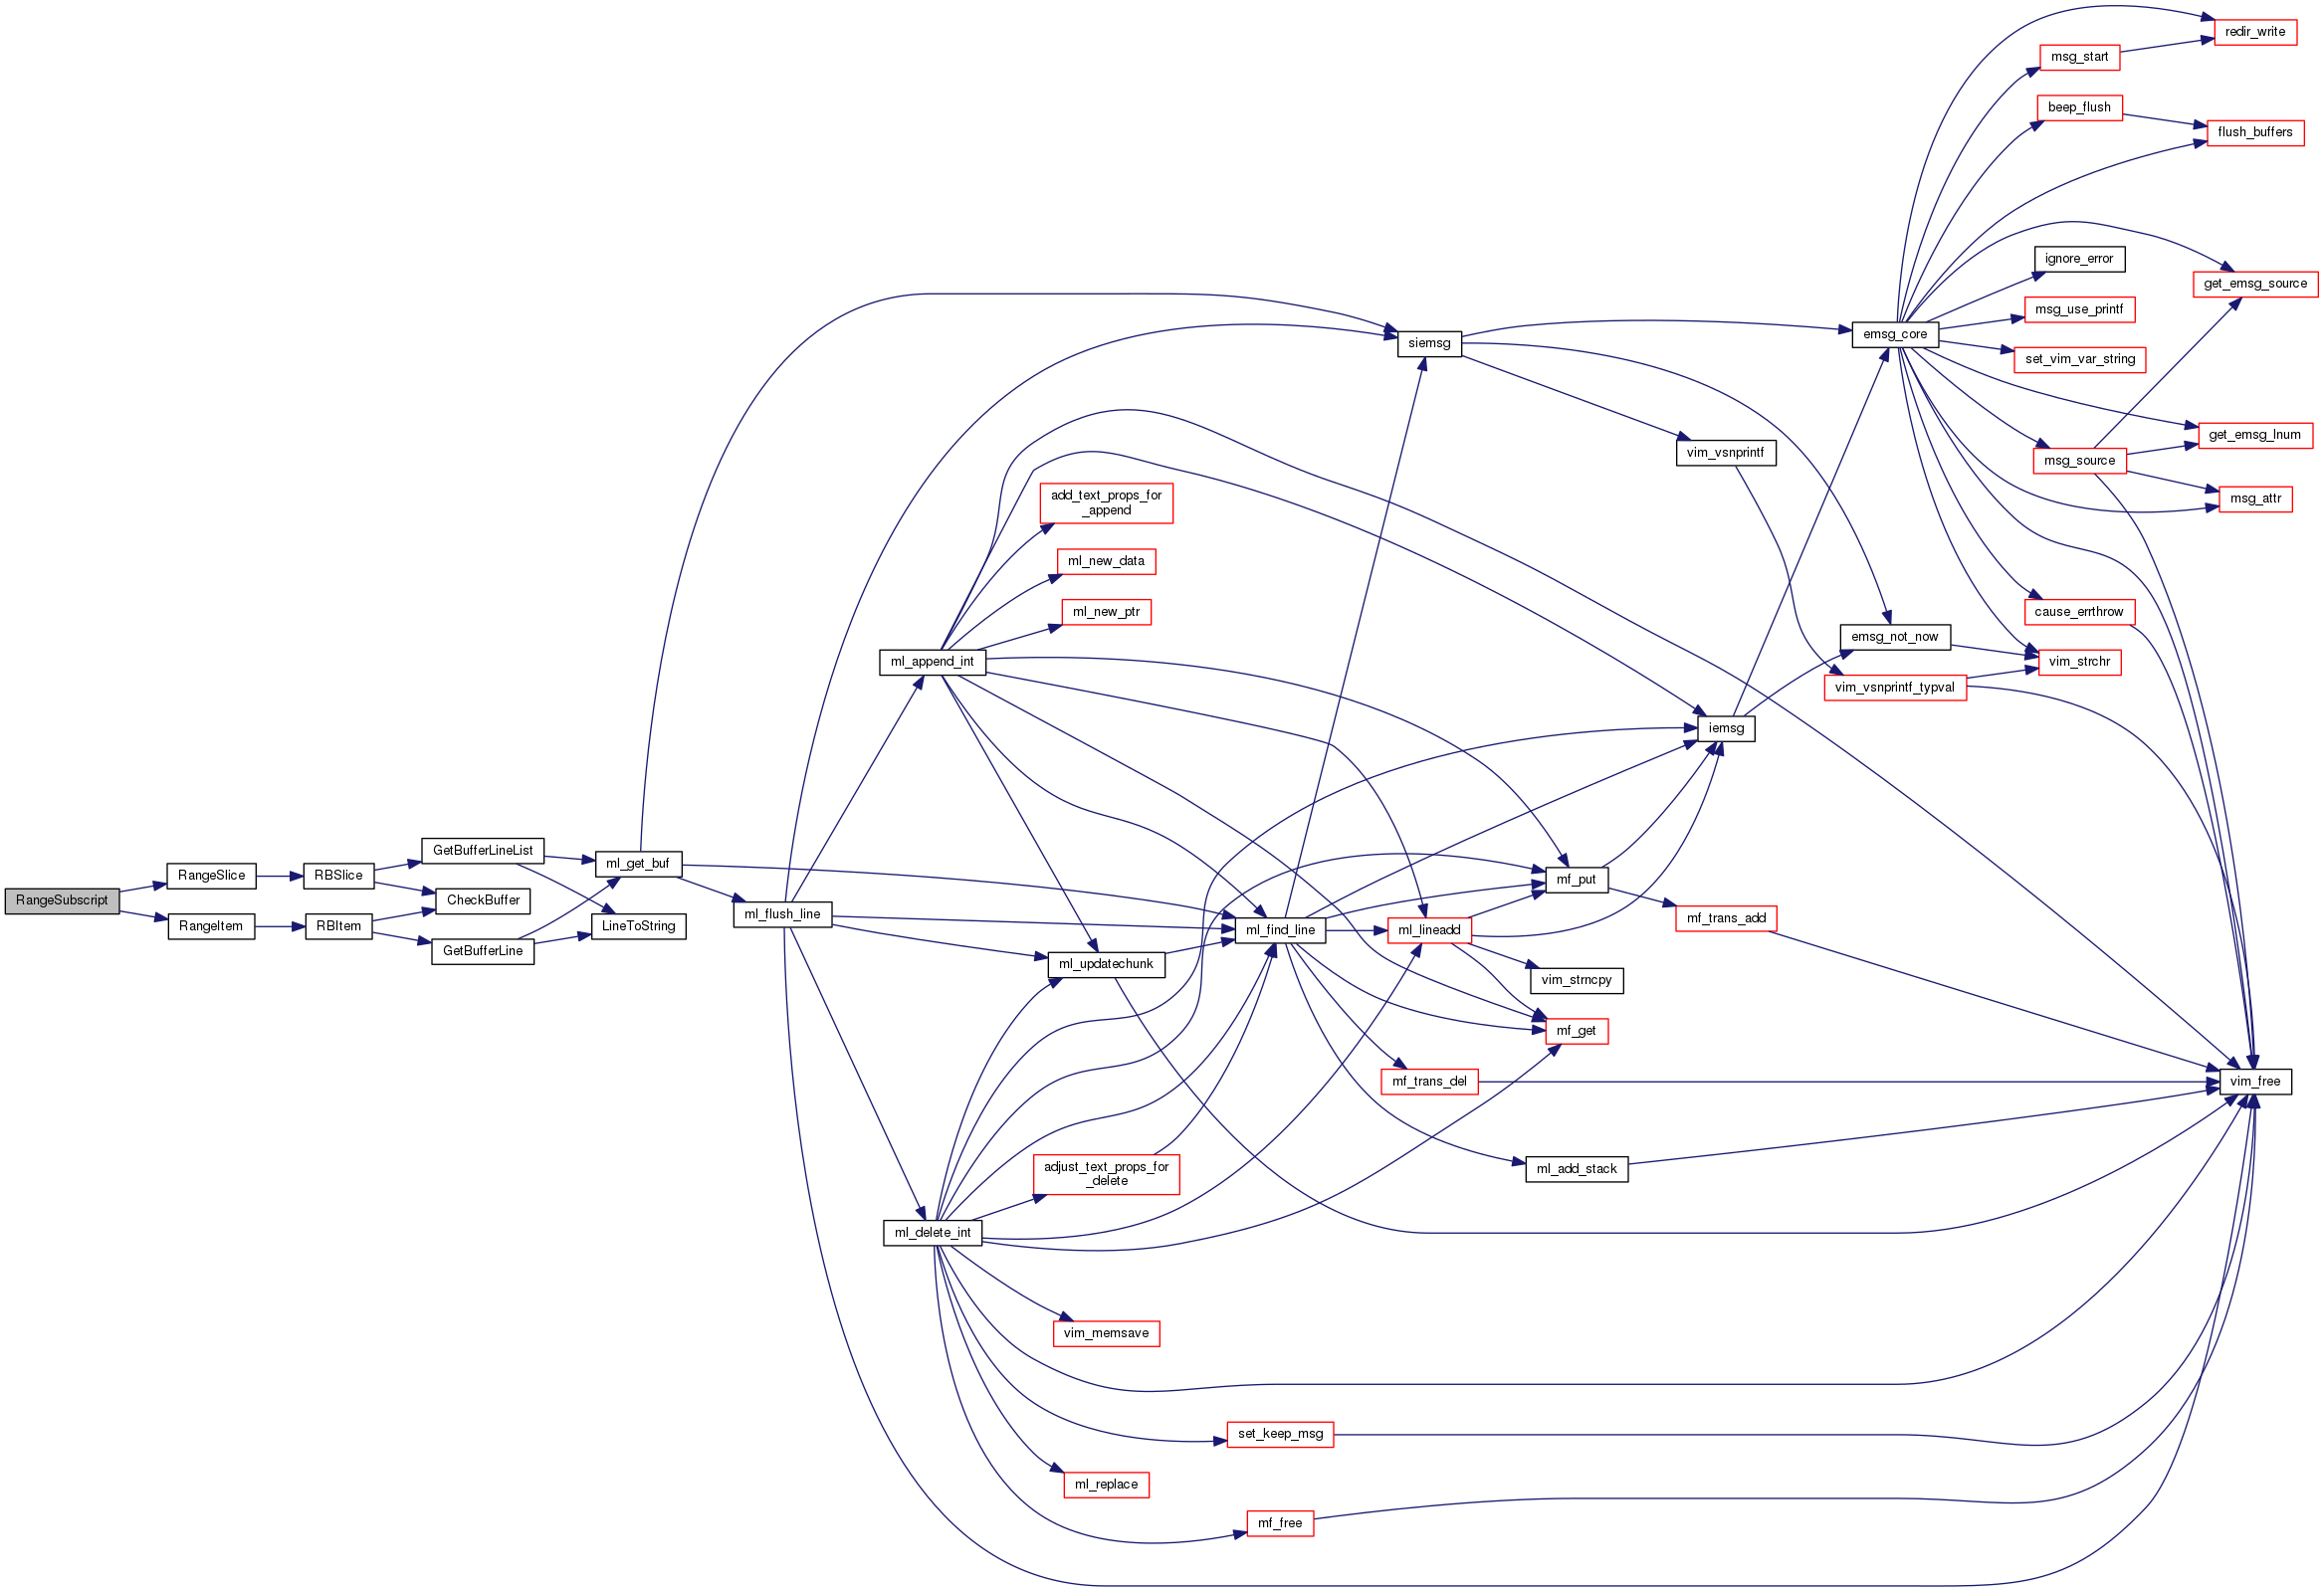 redir_write
msg_start
beep_flush
flush_buffers
ignore_error
get_emsg_source
msg_use_printf
siemsg
emsg_core
set_vim_var_string
get_emsg_lnum
vim_vsnprintf
msg_source
add_text_props_for
_append
msg_attr
ml_new_data
ml_new_ptr
cause_errthrow
emsg_not_now
ml_append_int
vim_strchr
vim_vsnprintf_typval
iemsg
GetBufferLineList
ml_get_buf
RangeSlice
RBSlice
mf_put
RangeSubscript
CheckBuffer
ml_flush_line
mf_trans_add
RangeItem
RBItem
LineToString
ml_find_line
ml_lineadd
GetBufferLine
ml_updatechunk
vim_strncpy
mf_get
mf_trans_del
vim_free
adjust_text_props_for
_delete
ml_add_stack
ml_delete_int
vim_memsave
set_keep_msg
ml_replace
mf_free